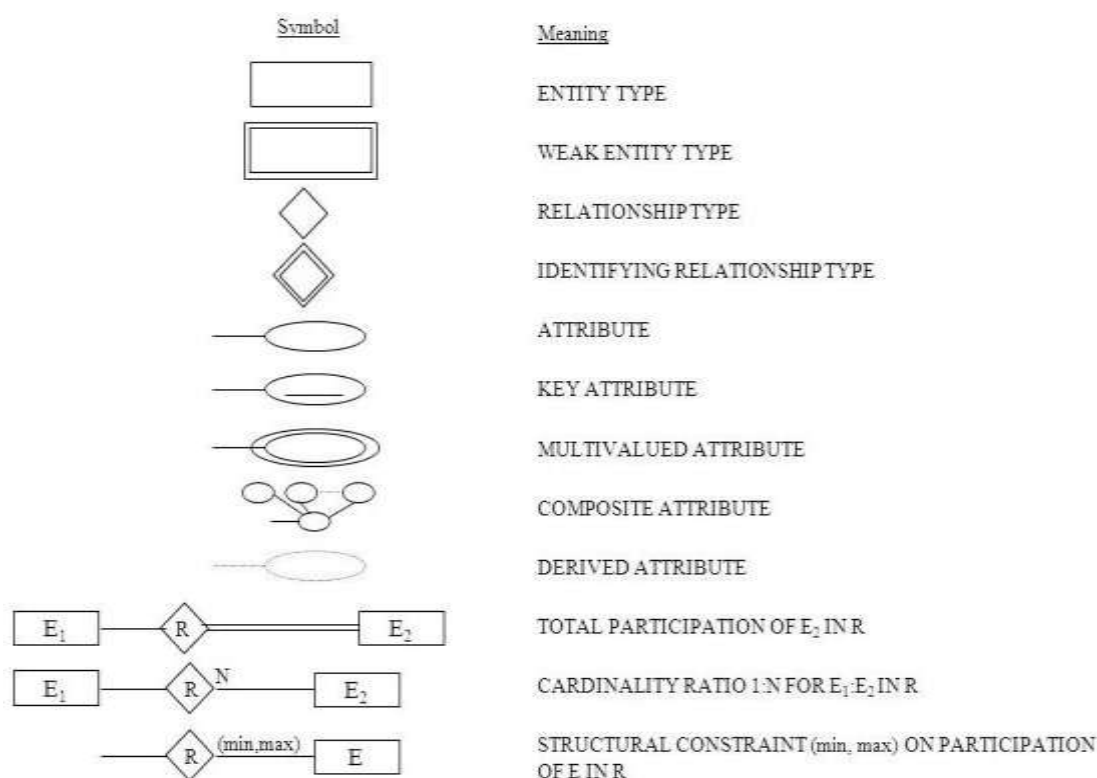 Symbol Meaning
ENTITY TYPE
WEAK ENTITY TYPE
RELATIONSHIP TYPE
IDENTIFYING RELATIONSHIP TYPE
ATTRIBUTE
KEY ATTRIBUTE
MULTIVALUED ATTRIBUTE
COMPOSITE ATTRIBUTE
DERIVED ATTRIBUTE
E₁ R E₂ TOTAL PARTICIPATION OF E₂ IN R
E₁ R N E₂ CARDINALITY RATIO 1:N FOR E₁:E₂ IN R
R (min,max) E STRUCTURAL CONSTRAINT (min, max) ON PARTICIPATION
OF E IN R